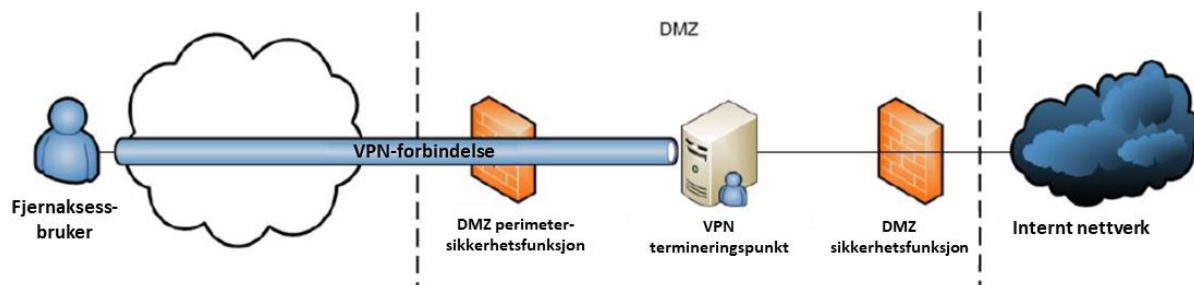 DMZ
VPN-forbindelse
Fjernaksess-
bruker
DMZ perimeter-
sikkerhetsfunksjon
VPN
termineringspunkt
DMZ
sikkerhetsfunksjon
Internt nettverk